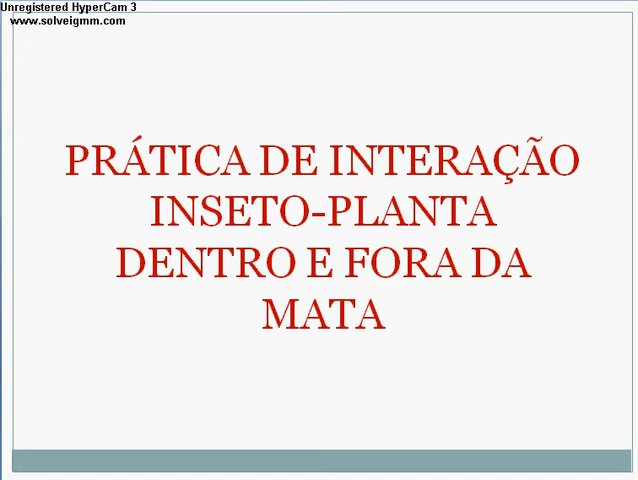 Unregistered HyperCam 3
www.solveigmm.com
PRÁTICA DE INTERAÇÃO
INSETO-PLANTA
DENTRO E FORA DA
MATA